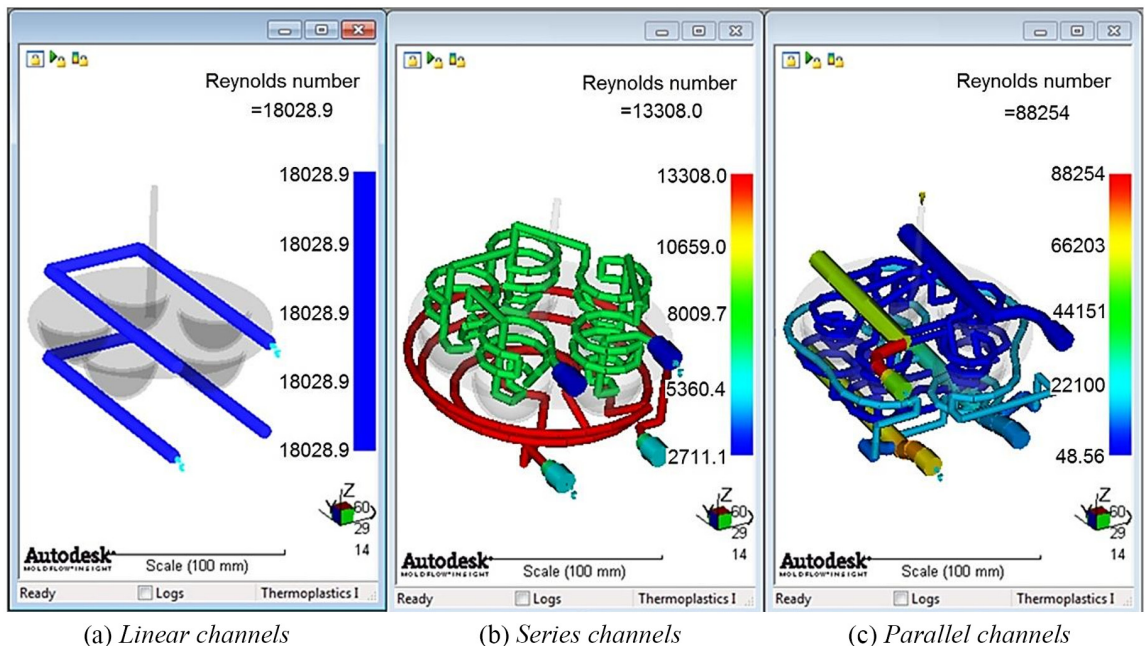 Reynolds number
=18028.9
18028.9
18028.9
18028.9
18028.9
18028.9
Z
Y
60
29
14
Autodesk
MOLDFLOW INSIGHT
Scale (100 mm)
Ready
Logs
Thermoplastics I
(a) Linear channels
Reynolds number
=13308.0
13308.0
10659.0
8009.7
5360.4
2711.1
Z
Y
60
29
14
Autodesk
MOLDFLOW INSIGHT
Scale (100 mm)
Ready
Logs
Thermoplastics I
(b) Series channels
Reynolds number
=88254
88254
66203
44151
22100
48.56
Z
Y
60
29
14
Autodesk
MOLDFLOW INSIGHT
Scale (100 mm)
Ready
Logs
Thermoplastics I
(c) Parallel channels